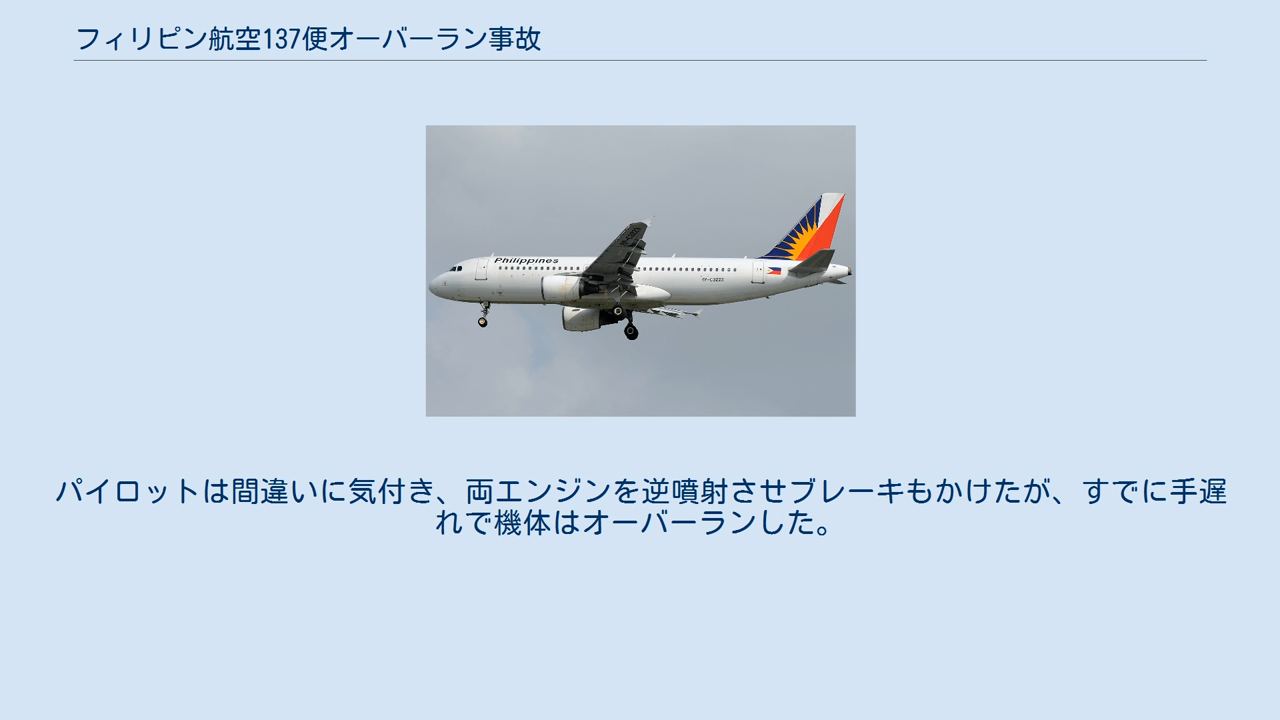 フィリピン航空137便オーバーラン事故
Philippines
パイロットは間違いに気付き、両エンジンを逆噴射させブレーキもかけたが、すでに手遅
れで機体はオーバーランした。